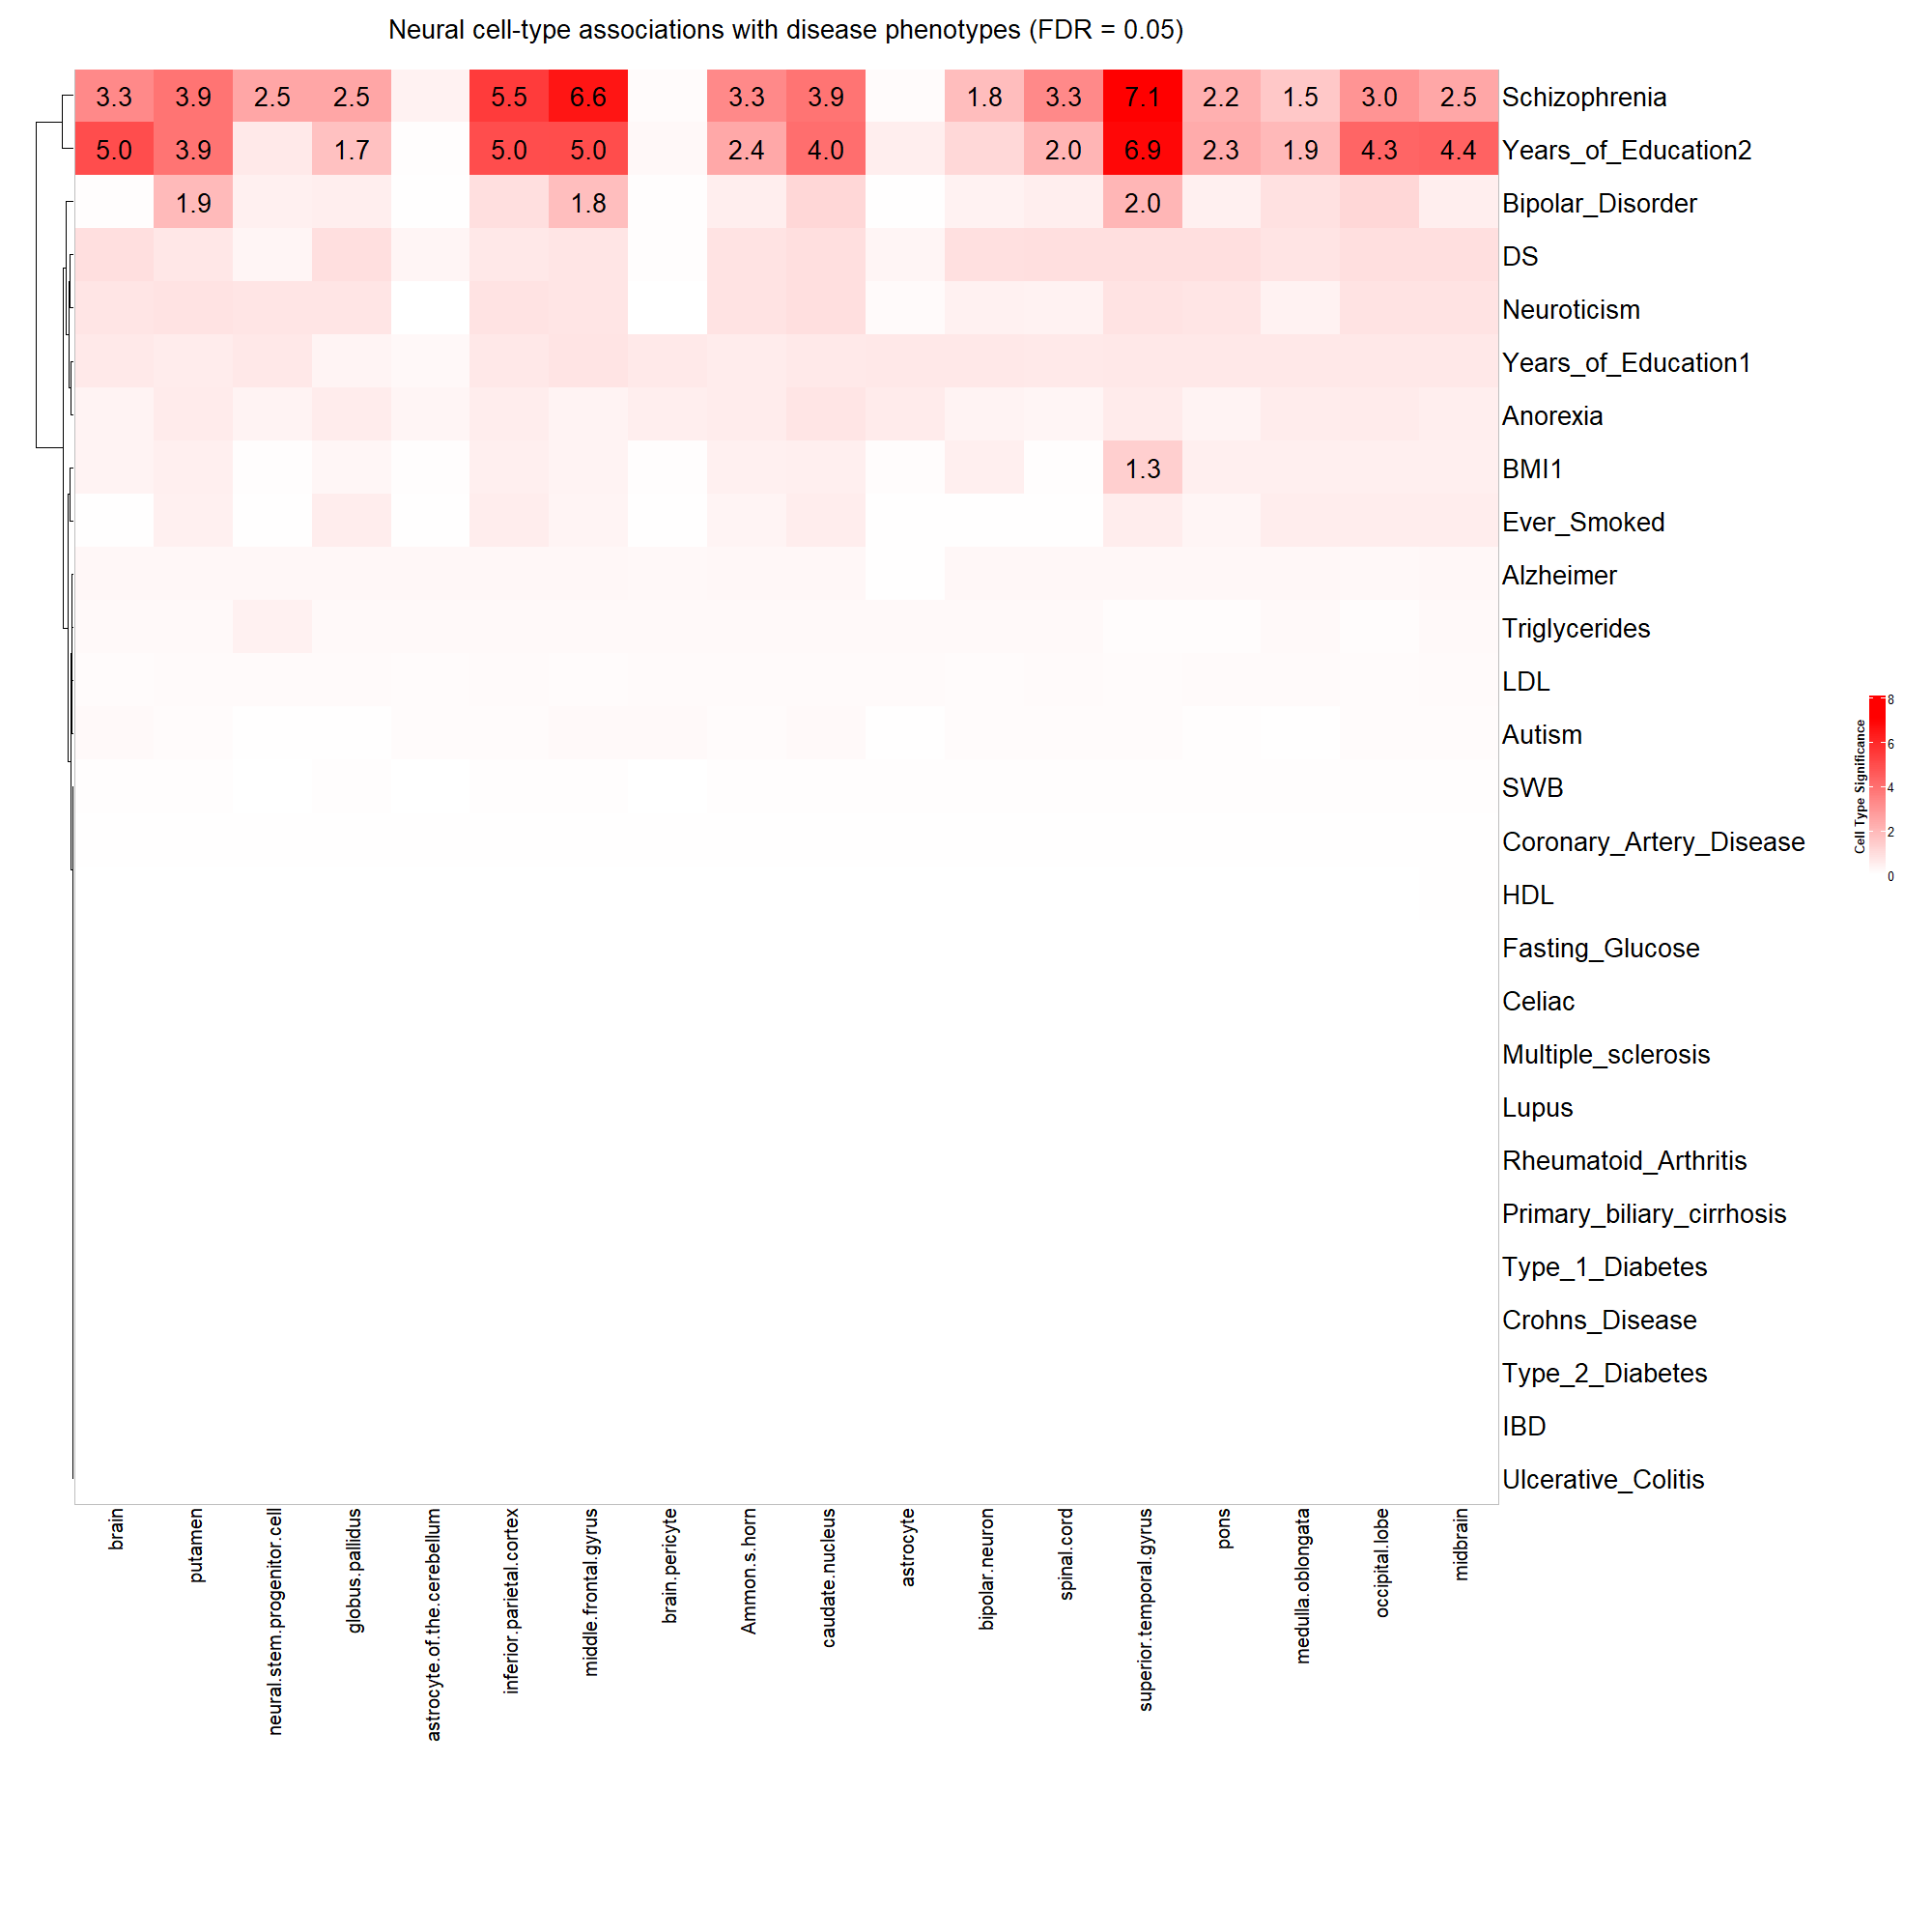 Neural cell-type associations with disease phenotypes (FDR = 0.05)
3.3 3.9 2.5 2.5 5.5 6.6 3.3 3.9 1.8 3.3 7.1 2.2 1.5 3.0 2.5 Schizophrenia
5.0 3.9 1.7 5.0 5.0 2.4 4.0 2.0 6.9 2.3 1.9 4.3 4.4 Years_of_Education2
1.9 1.8 2.0 Bipolar_Disorder
DS
Neuroticism
Years_of_Education1
Anorexia
1.3 BMI1
Ever_Smoked
Alzheimer
Triglycerides
LDL
Autism
SWB
Coronary_Artery_Disease
HDL
Fasting_Glucose
Celiac
Multiple_sclerosis
Lupus
Rheumatoid_Arthritis
Primary_biliary_cirrhosis
Type_1_Diabetes
Crohns_Disease
Type_2_Diabetes
IBD
Ulcerative_Colitis
brain
putamen
neural.stem.progenitor.cell
globus.pallidus
astrocyte.of.the.cerebellum
inferior.parietal.cortex
middle.frontal.gyrus
brain.pericyte
Ammon.s.horn
caudate.nucleus
astrocyte
bipolar.neuron
spinal.cord
superior.temporal.gyrus
pons
medulla.oblongata
occipital.lobe
midbrain
Cell Type Significance
8
6
4
2
0